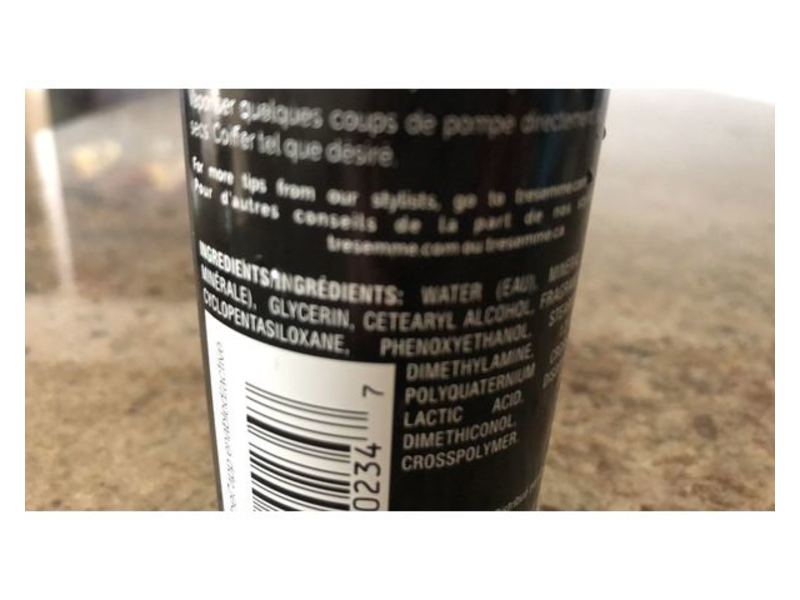 quelques coups de pompe directement
secs. Coiffer tel que désiré.
For more tips from our stylists, go to tresemme.com
Pour d'autres conseils de la part de nos
tresemme.com ou tresemme.ca
INGREDIENTS/INGRÉDIENTS: WATER (EAU),
MINÉRALE), GLYCERIN, CETEARYL ALCOHOL,
CYCLOPENTASILOXANE, PHENOXYETHANOL,
DIMETHYLAMINE,
POLYQUATERNIUM
LACTIC ACID,
DIMETHICONOL,
CROSSPOLYMER.
0234 7